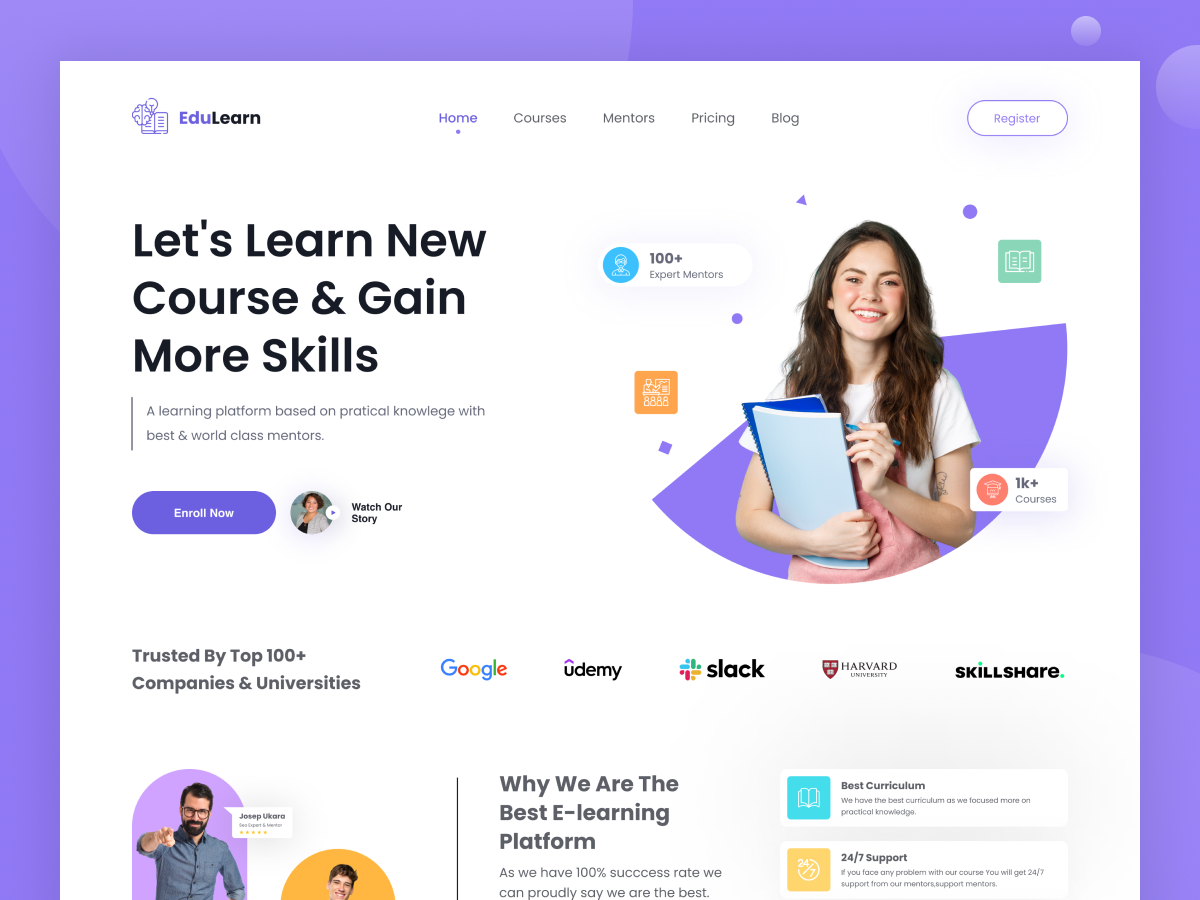 EduLearn
Home
Courses
Mentors
Pricing
Blog
Register
Let's Learn New
Course & Gain
More Skills
A learning platform based on pratical knowlege with
best & world class mentors.
Enroll Now
Watch Our
Story
100+
Expert Mentors
1k+
Courses
Trusted By Top 100+
Companies & Universities
Google
ûdemy
slack
HARVARD
UNIVERSITY
SKILLSHARE.
Josep Ukara
Seo Expert & Mentor
Why We Are The
Best E-learning
Platform
As we have 100% succcess rate we
can proudly say we are the best.
Best Curriculum
We have the best curriculum as we focused more on
practical knowledge.
24/7
24/7 Support
If you face any problem with our course You will get 24/7
support from our mentors,support mentors.